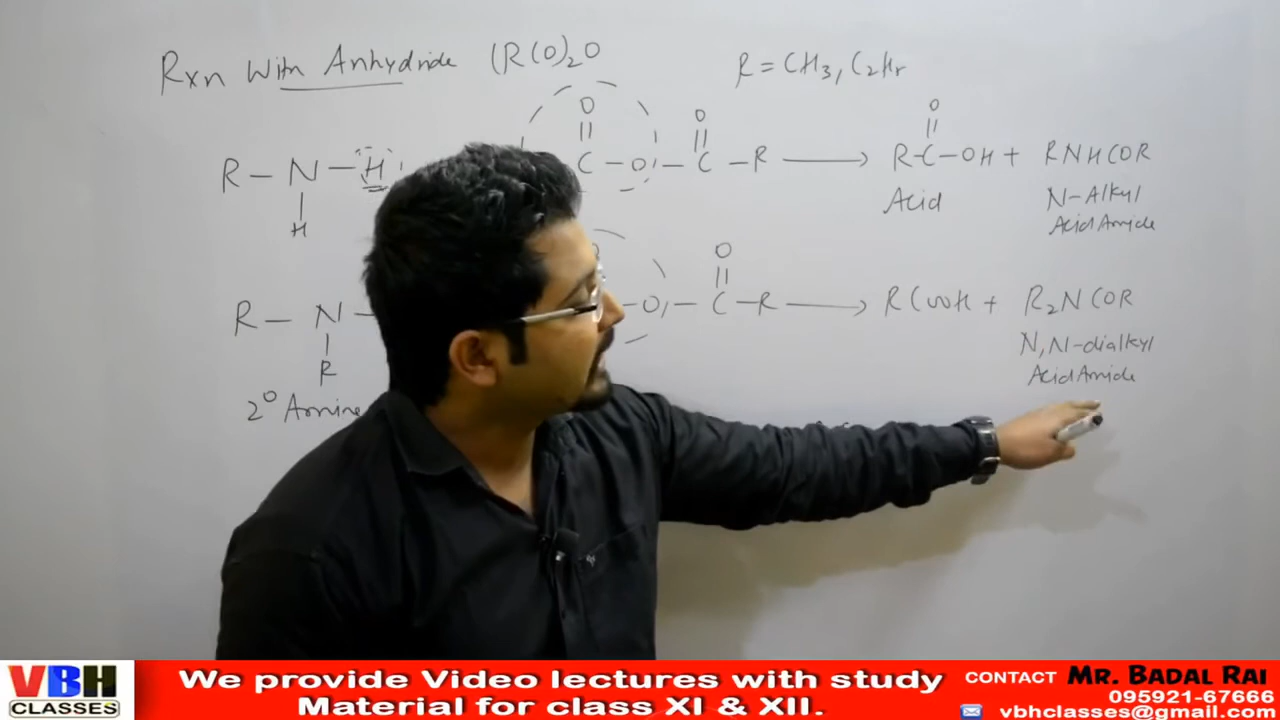 Rxn With Anhydride (R(O)2O R = CH3, C2H5
O O O
|| || ||
R – N – H C – O – C – R ⟶ R – C – OH + RNHCOR
| Acid N-Alkyl
H Acid Amide
O
||
R – N – O – C – R ⟶ RCOOH + R2NCOR
| N,N-dialkyl
R Acid Amide
2° Amine
VBH CLASSES
We provide Video lectures with study
Material for class XI & XII.
CONTACT MR. BADAL RAI
095921-67666
vbhclasses@gmail.com